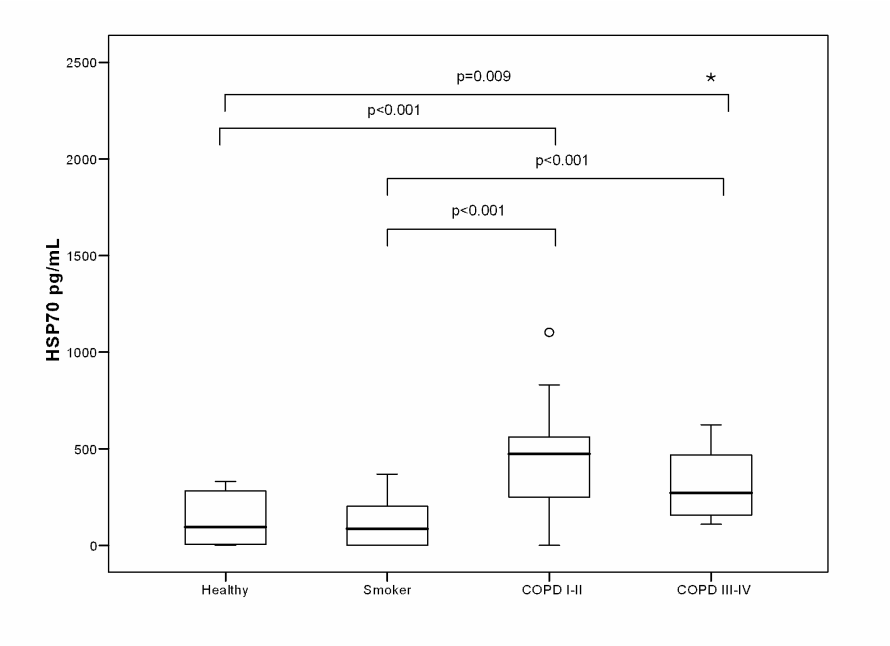 2500
p=0.009
*
p<0.001
2000
p<0.001
p<0.001
1500
HSP70 pg/mL
1000
500
0
Healthy
Smoker
COPD I-II
COPD III-IV